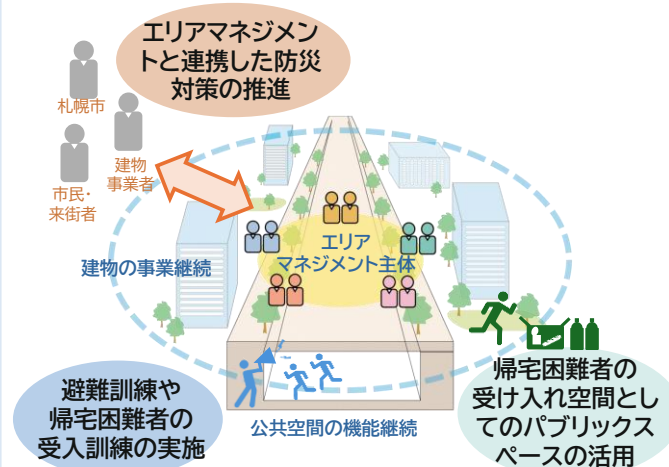 エリアマネジメン
トと連携した防災
対策の推進
札幌市
建物
事業者
市民・
来街者
エリア
マネジメント主体
建物の事業継続
避難訓練や
帰宅困難者の
受入訓練の実施
公共空間の機能継続
帰宅困難者の
受け入れ空間とし
てのパブリックス
ペースの活用